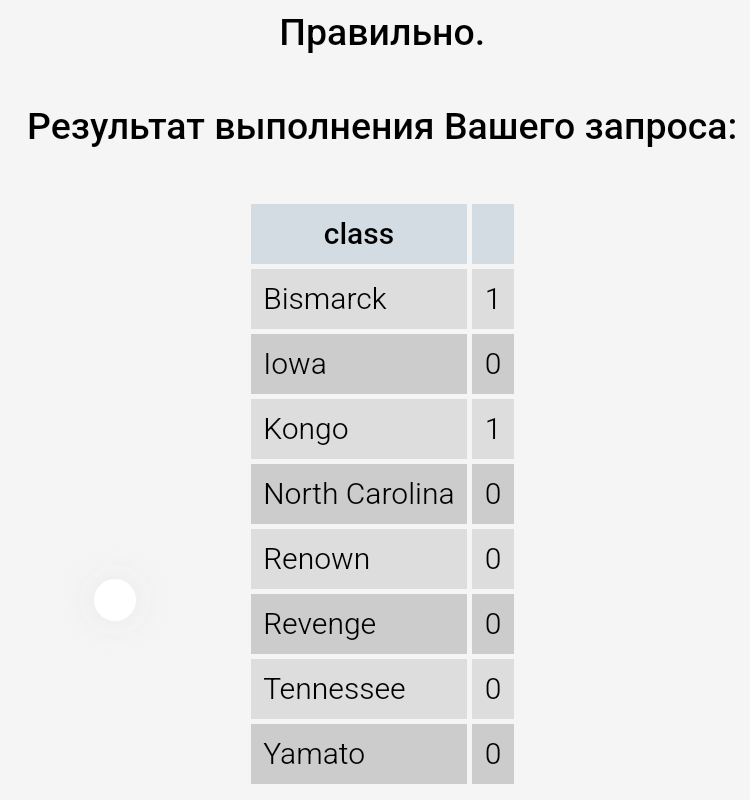 Правильно.
Результат выполнения Вашего запроса:
class
Bismarck 1
Iowa 0
Kongo 1
North Carolina 0
Renown 0
Revenge 0
Tennessee 0
Yamato 0